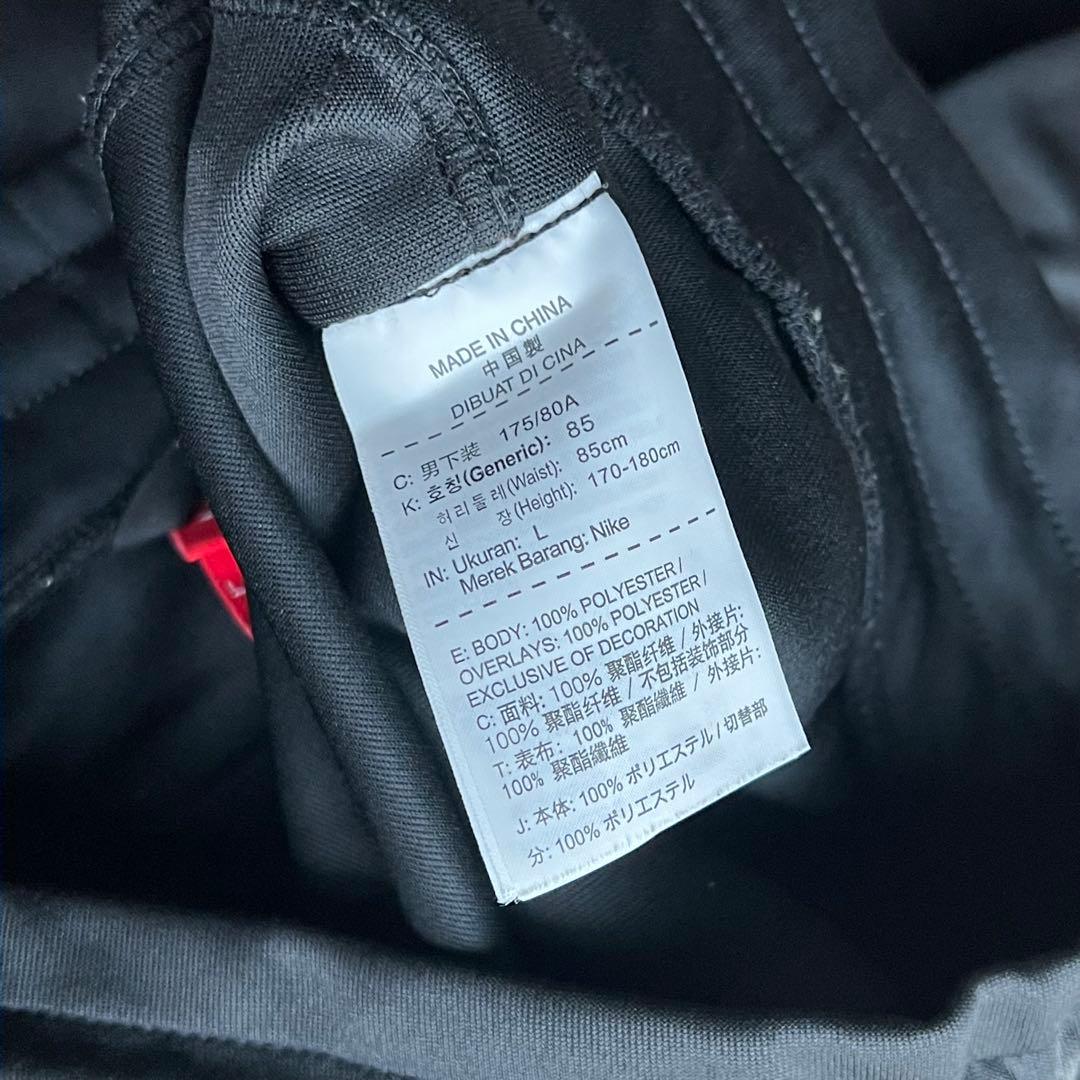 MADE IN CHINA
中国製
DIBUAT DI CINA
C: 男下装 175/80A
K: 호칭(Generic): 85
허리둘레(Waist): 85cm
신 장(Height): 170-180cm
IN: Ukuran: L
Merek Barang: Nike
E: BODY: 100% POLYESTER /
OVERLAYS: 100% POLYESTER /
EXCLUSIVE OF DECORATION
C: 面料: 100% 聚酯纤维 / 外接片:
100% 聚酯纤维 / 不包括装饰部分
T: 表布: 100% 聚酯纖維 / 外接片:
100% 聚酯纖維
J: 本体: 100% ポリエステル / 切替部
分: 100% ポリエステル